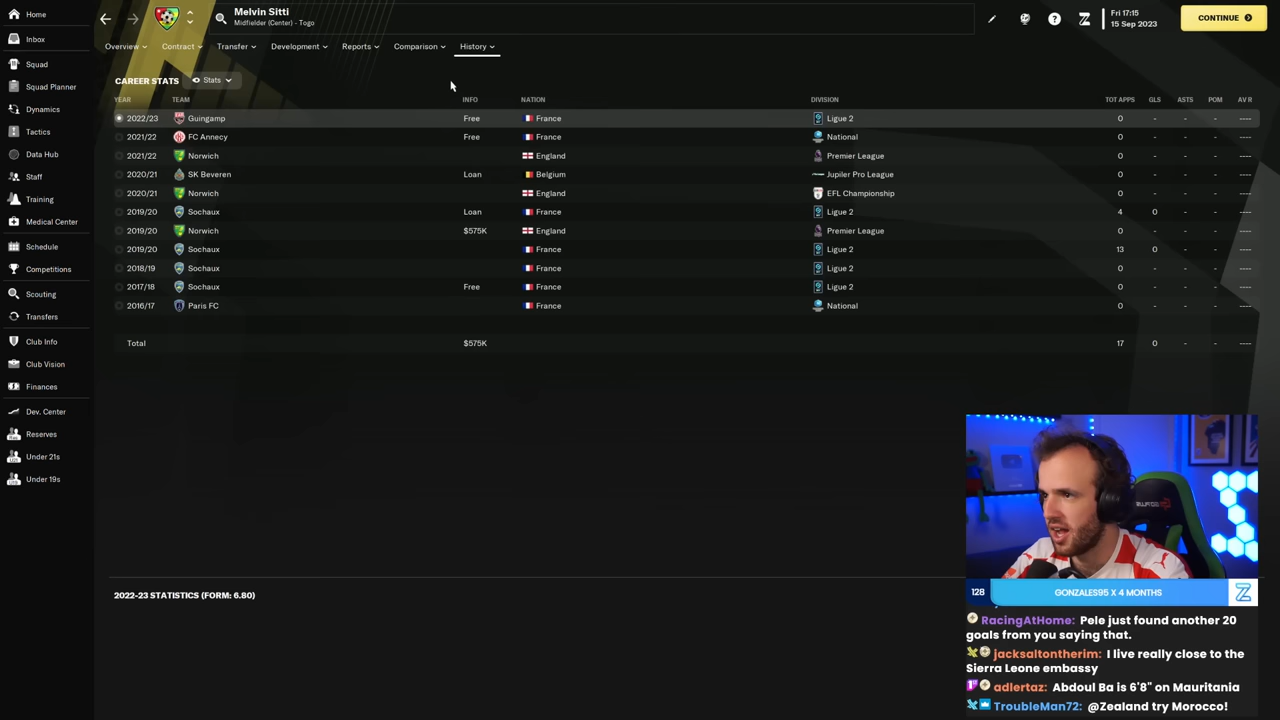 Home
Inbox
Squad
Squad Planner
Dynamics
Tactics
Data Hub
Staff
Training
Medical Center
Schedule
Competitions
Scouting
Transfers
Club Info
Club Vision
Finances
Dev. Center
Reserves
Under 21s
Under 19s
Melvin Sitti
Midfielder (Center) - Togo
Fri 17:15
15 Sep 2023
CONTINUE
Overview Contract Transfer Development Reports Comparison History
CAREER STATS Stats
YEAR TEAM INFO NATION DIVISION TOT APPS GLS ASTS POM AV R
2022/23 Guingamp Free France Ligue 2 0 - - - ----
2021/22 FC Annecy Free France National 0 - - - ----
2021/22 Norwich England Premier League 0 - - - ----
2020/21 SK Beveren Loan Belgium Jupiler Pro League 0 - - - ----
2020/21 Norwich England EFL Championship 0 - - - ----
2019/20 Sochaux Loan France Ligue 2 4 0 - - ----
2019/20 Norwich $575K England Premier League 0 - - - ----
2019/20 Sochaux France Ligue 2 13 0 - - ----
2018/19 Sochaux France Ligue 2 0 - - - ----
2017/18 Sochaux Free France Ligue 2 0 - - - ----
2016/17 Paris FC France National 0 - - - ----
Total $575K 17 0 - - ----
2022-23 STATISTICS (FORM: 6.80)
128 GONZALES95 X 4 MONTHS
RacingAtHome: Pele just found another 20
goals from you saying that.
jacksaltontherim: I live really close to the
Sierra Leone embassy
adlertaz: Abdoul Ba is 6'8" on Mauritania
TroubleMan72: @Zealand try Morocco!